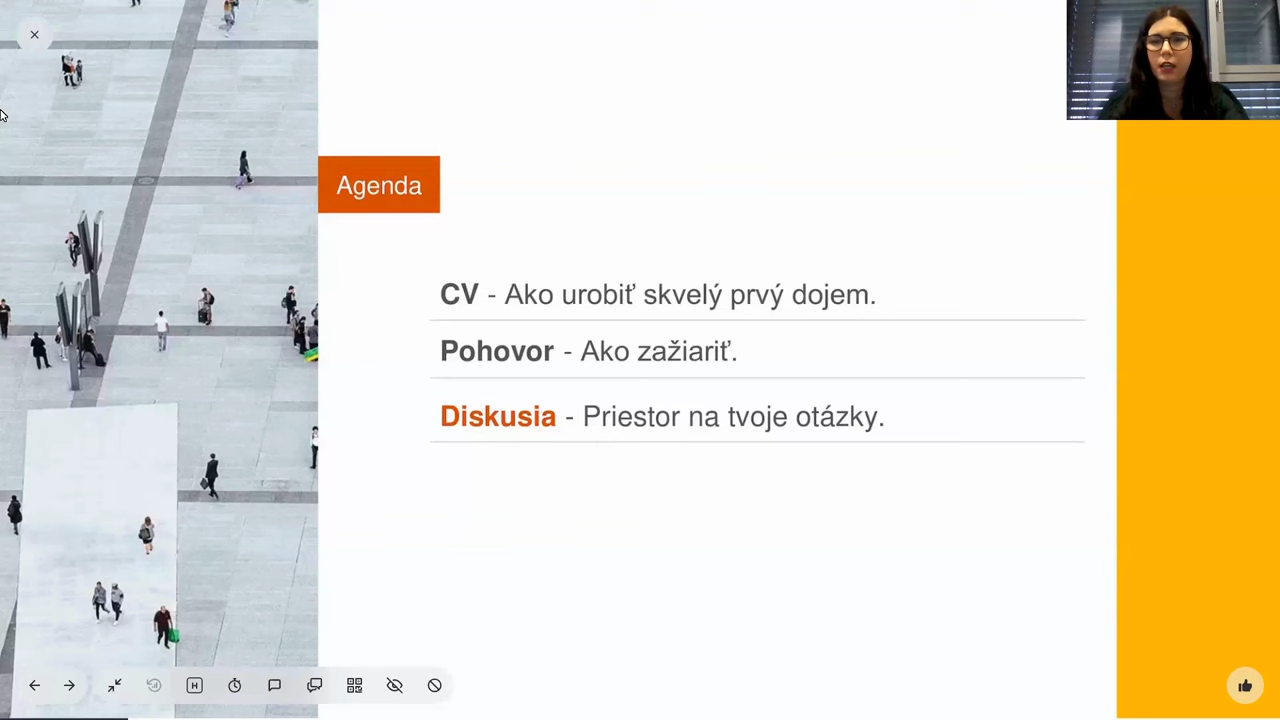 Agenda
CV - Ako urobiť skvelý prvý dojem.
Pohovor - Ako zažiariť.
Diskusia - Priestor na tvoje otázky.
H